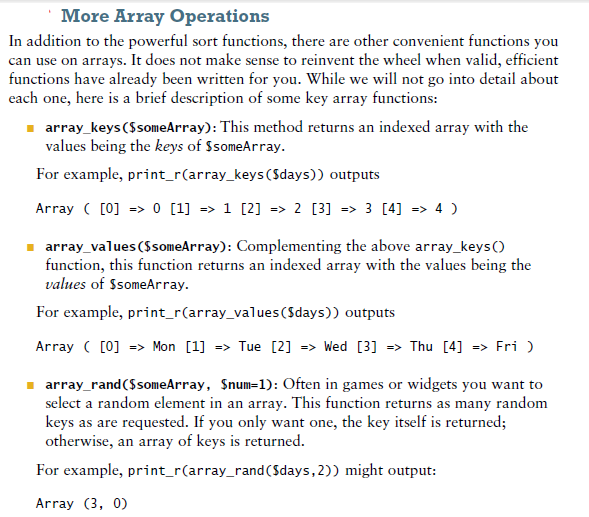 More Array Operations
In addition to the powerful sort functions, there are other convenient functions you
can use on arrays. It does not make sense to reinvent the wheel when valid, efficient
functions have already been written for you. While we will not go into detail about
each one, here is a brief description of some key array functions:
array_keys($someArray): This method returns an indexed array with the
values being the keys of $someArray.
For example, print_r(array_keys($days)) outputs
Array ( [0] => 0 [1] => 1 [2] => 2 [3] => 3 [4] => 4 )
array_values($someArray): Complementing the above array_keys()
function, this function returns an indexed array with the values being the
values of $someArray.
For example, print_r(array_values($days)) outputs
Array ( [0] => Mon [1] => Tue [2] => Wed [3] => Thu [4] => Fri )
array_rand($someArray, $num=1): Often in games or widgets you want to
select a random element in an array. This function returns as many random
keys as are requested. If you only want one, the key itself is returned;
otherwise, an array of keys is returned.
For example, print_r(array_rand($days,2)) might output:
Array (3, 0)